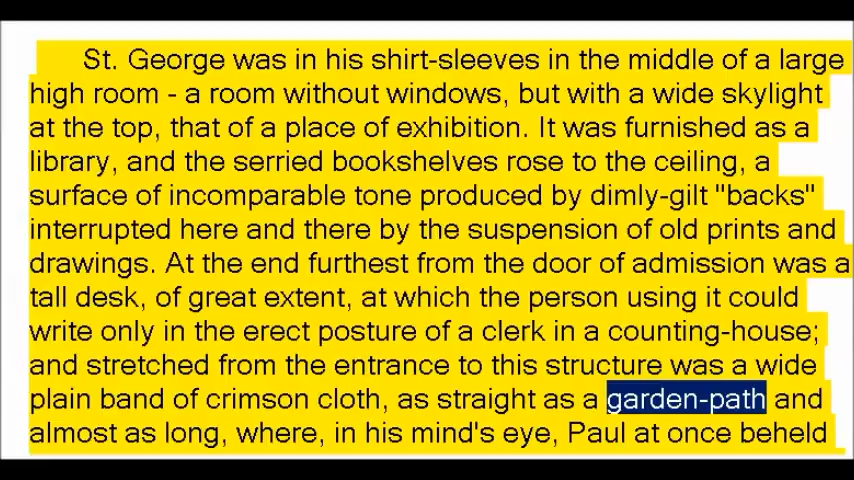 St. George was in his shirt-sleeves in the middle of a large
high room - a room without windows, but with a wide skylight
at the top, that of a place of exhibition. It was furnished as a
library, and the serried bookshelves rose to the ceiling, a
surface of incomparable tone produced by dimly-gilt "backs"
interrupted here and there by the suspension of old prints and
drawings. At the end furthest from the door of admission was a
tall desk, of great extent, at which the person using it could
write only in the erect posture of a clerk in a counting-house;
and stretched from the entrance to this structure was a wide
plain band of crimson cloth, as straight as a garden-path and
almost as long, where, in his mind's eye, Paul at once beheld